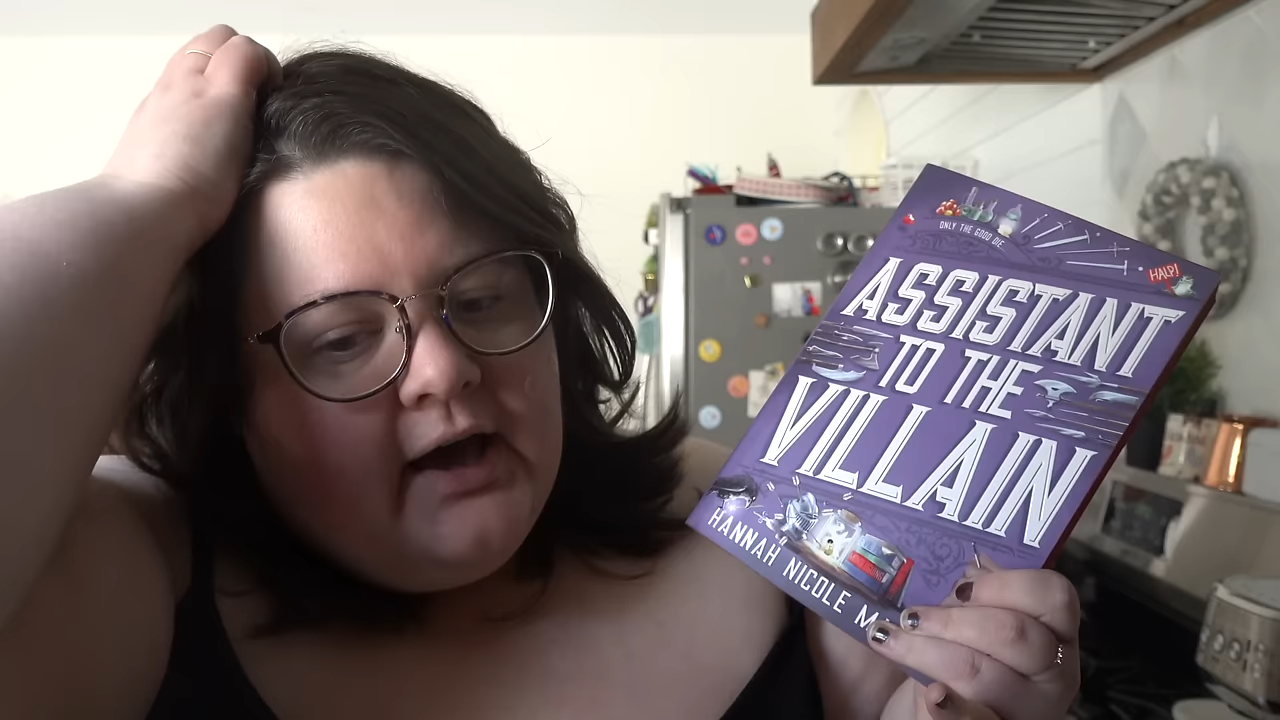 ONLY THE GOOD DIE
HALP!
ASSISTANT
TO THE
VILLAIN
HANNAH NICOLE M